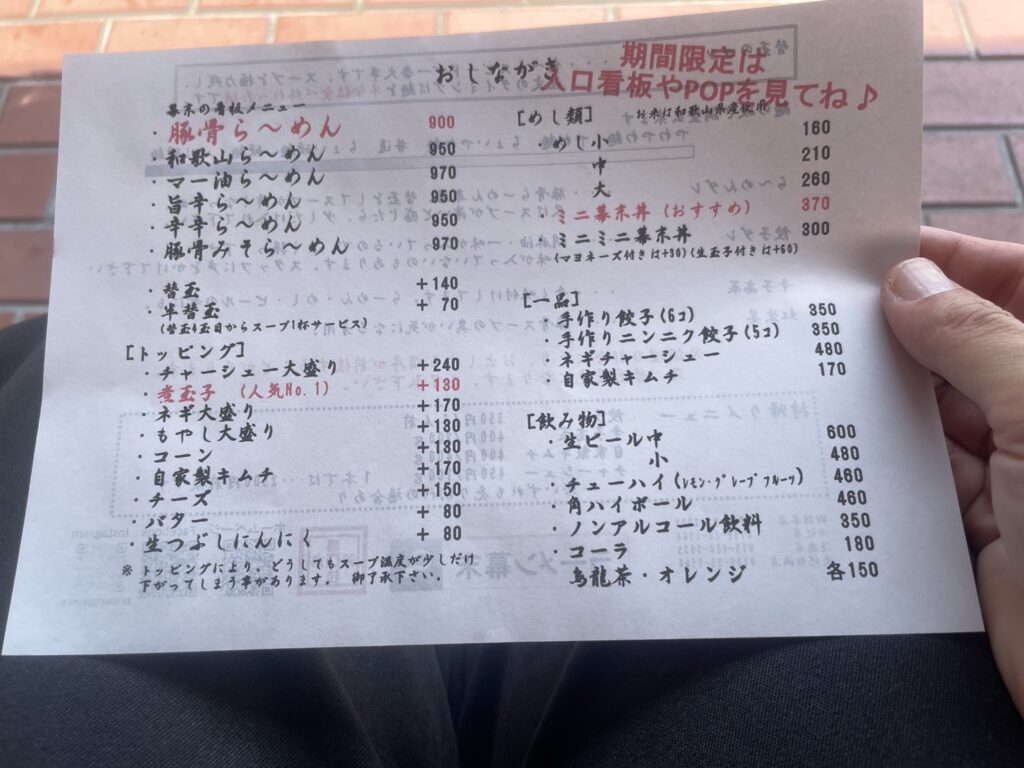 おしながき
期間限定は
入口看板やPOPを見てね♪
幕末の看板メニュー
・豚骨ら〜めん 900
・和歌山ら〜めん 950
・マー油ら〜めん 970
・旨辛ら〜めん 950
・辛辛ら〜めん 950
・豚骨みそら〜めん 970
・替玉 +140
・半替玉 + 70
(替玉4玉目からスープ1杯サービス)
[トッピング]
・チャーシュー大盛り +240
・煮玉子 (人気No.1) +130
・ネギ大盛り +170
・もやし大盛り +130
・コーン +130
・自家製キムチ +170
・チーズ +150
・バター + 80
・生つぶしにんにく + 80
※トッピングにより、どうしてもスープ温度が少しだけ
下がってしまう事があります。 御了承下さい。
[めし類] お米は和歌山県産使用
めし小 160
中 210
大 260
ミニ幕末丼 (おすすめ) 370
ミニミニ幕末丼 300
(マヨネーズ付きは+30)(生玉子付きは+60)
[一品]
・手作り餃子(6コ) 350
・手作りニンニク餃子(5コ) 350
・ネギチャーシュー 480
・自家製キムチ 170
[飲み物]
・生ビール中 600
小 480
・チューハイ(レモン・グレープフルーツ) 460
・角ハイボール 460
・ノンアルコール飲料 350
・コーラ 180
烏龍茶・オレンジ 各150